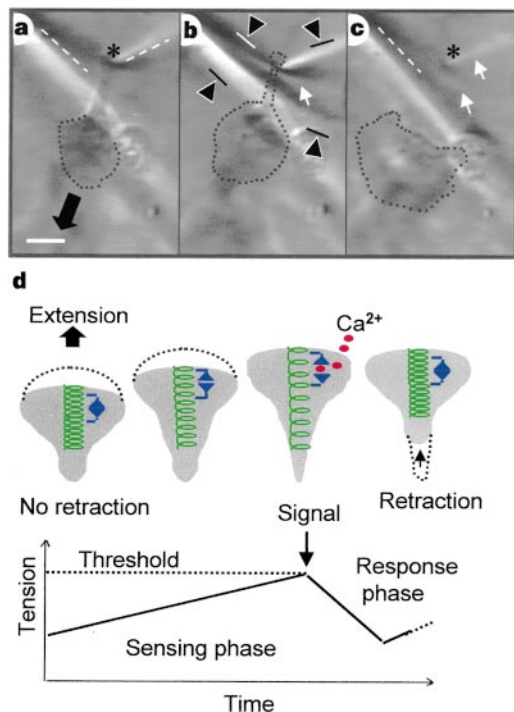 a
*
b
c
*
d
Extension
Ca²⁺
No retraction
Retraction
Signal
Threshold
Response
phase
Tension
Sensing phase
Time